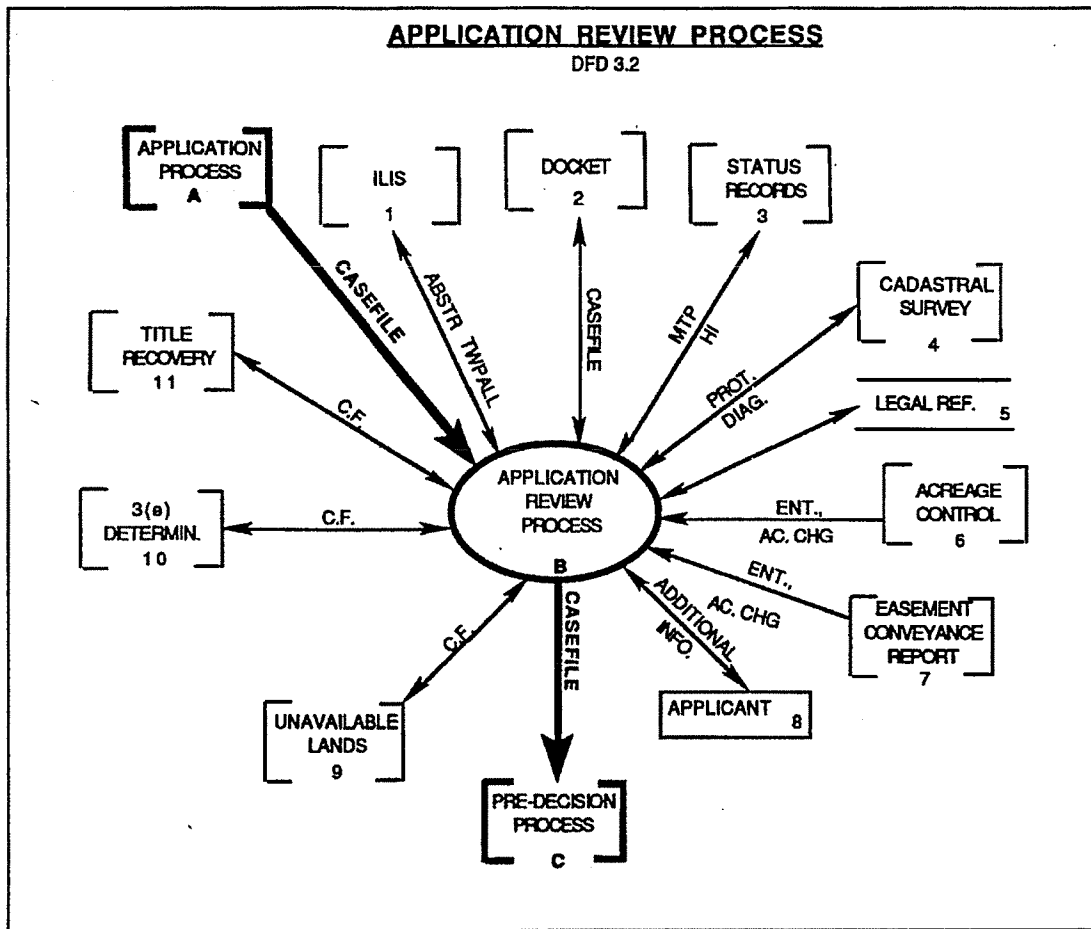 APPLICATION REVIEW PROCESS
DFD 3.2
APPLICATION
PROCESS
A
ILIS
1
DOCKET
2
STATUS
RECORDS
3
CADASTRAL
SURVEY
4
LEGAL REF. 5
ACREAGE
CONTROL
6
EASEMENT
CONVEYANCE
REPORT
7
APPLICANT 8
UNAVAILABLE
LANDS
9
3(e)
DETERMIN.
10
TITLE
RECOVERY
11
CASEFILE
ABSTR TWPALL
CASEFILE
MTP
HI
PROT.
DIAG.
ENT.,
AC. CHG
ENT.,
AC. CHG
ADDITIONAL
INFO.
C.F.
C.F.
C.F.
APPLICATION
REVIEW
PROCESS
B
CASEFILE
PRE-DECISION
PROCESS
C